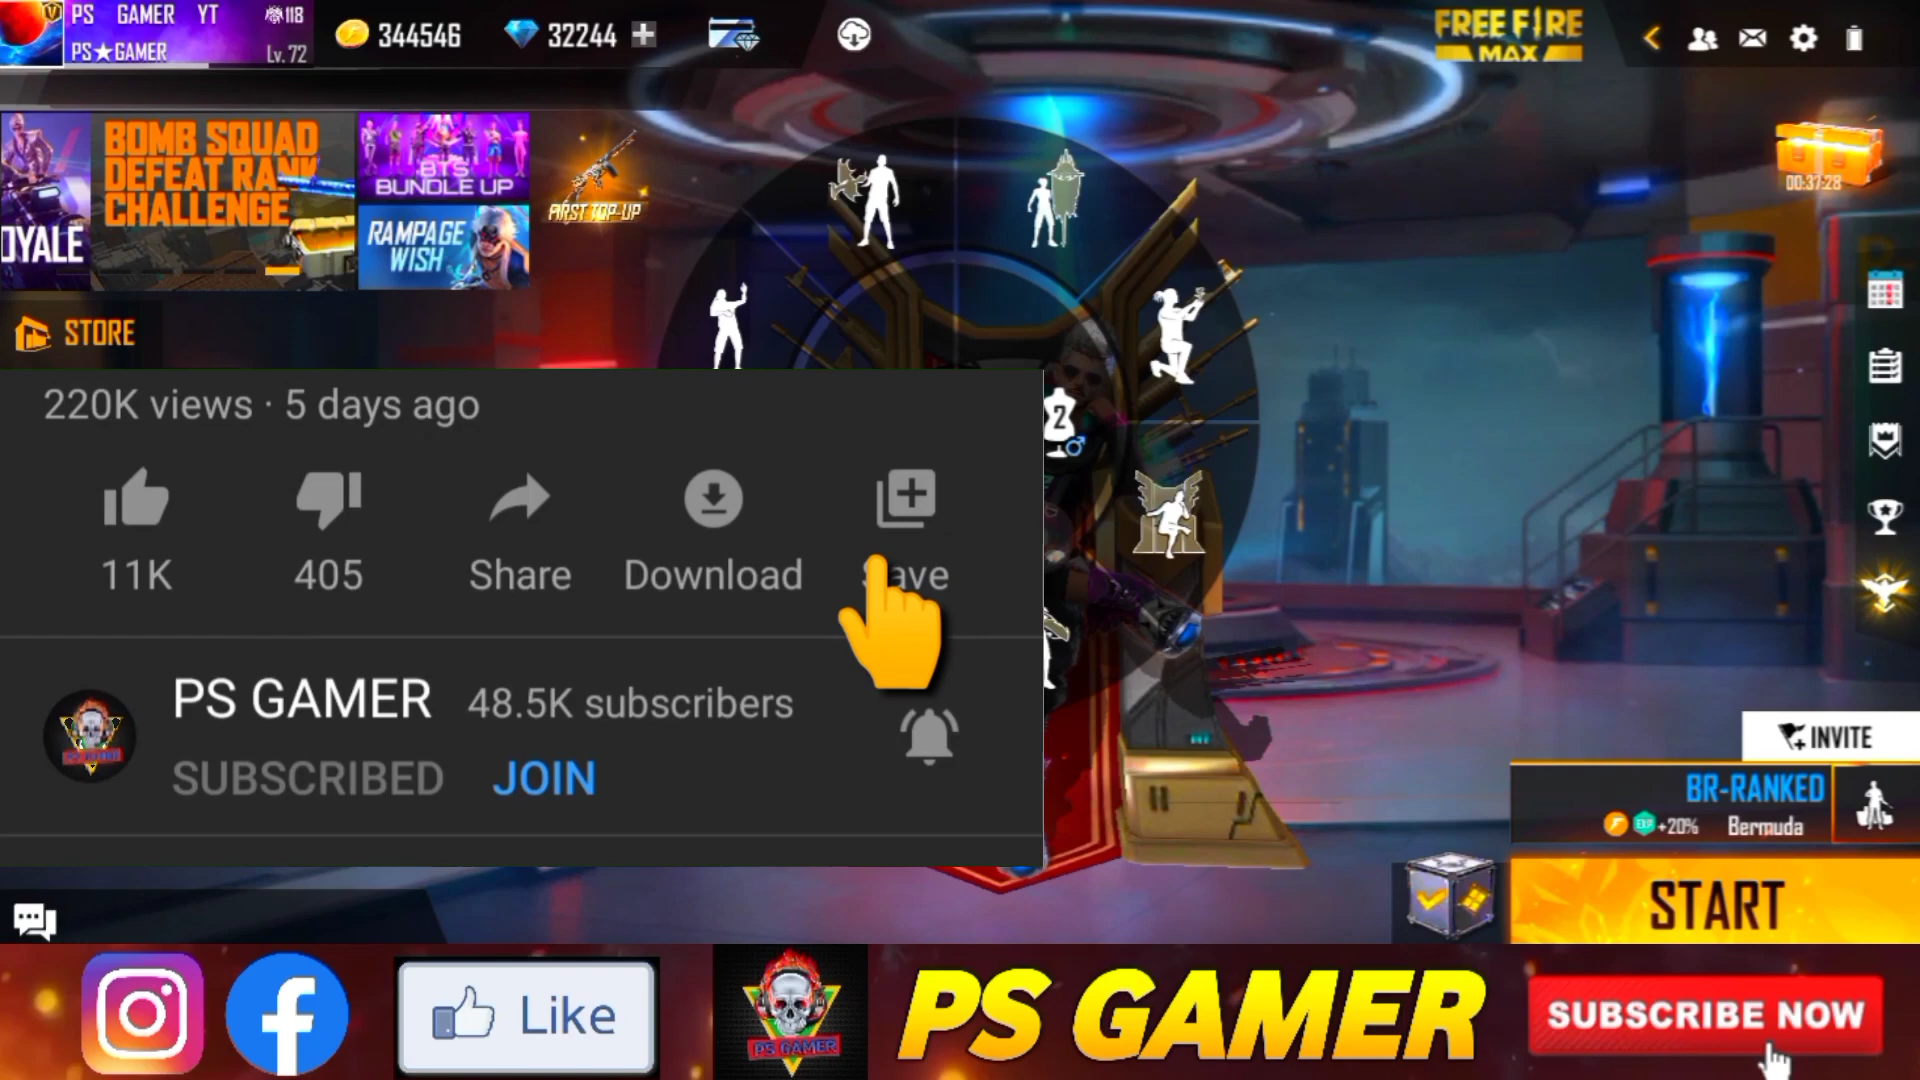 PS GAMER YT
118
PS★GAMER
Lv. 72
344546
32244
FREE FIRE
MAX
OYALE
BOMB SQUAD
DEFEAT RANK
CHALLENGE
BTS
BUNDLE UP
RAMPAGE
WISH
FIRST TOP-UP
00:37:28
STORE
220K views · 5 days ago
11K
405
Share
Download
ave
2
PS GAMER
48.5K subscribers
SUBSCRIBED
JOIN
INVITE
BR-RANKED
EXP
+20%
Bermuda
START
Like
PS GAMER
PS GAMER
SUBSCRIBE NOW